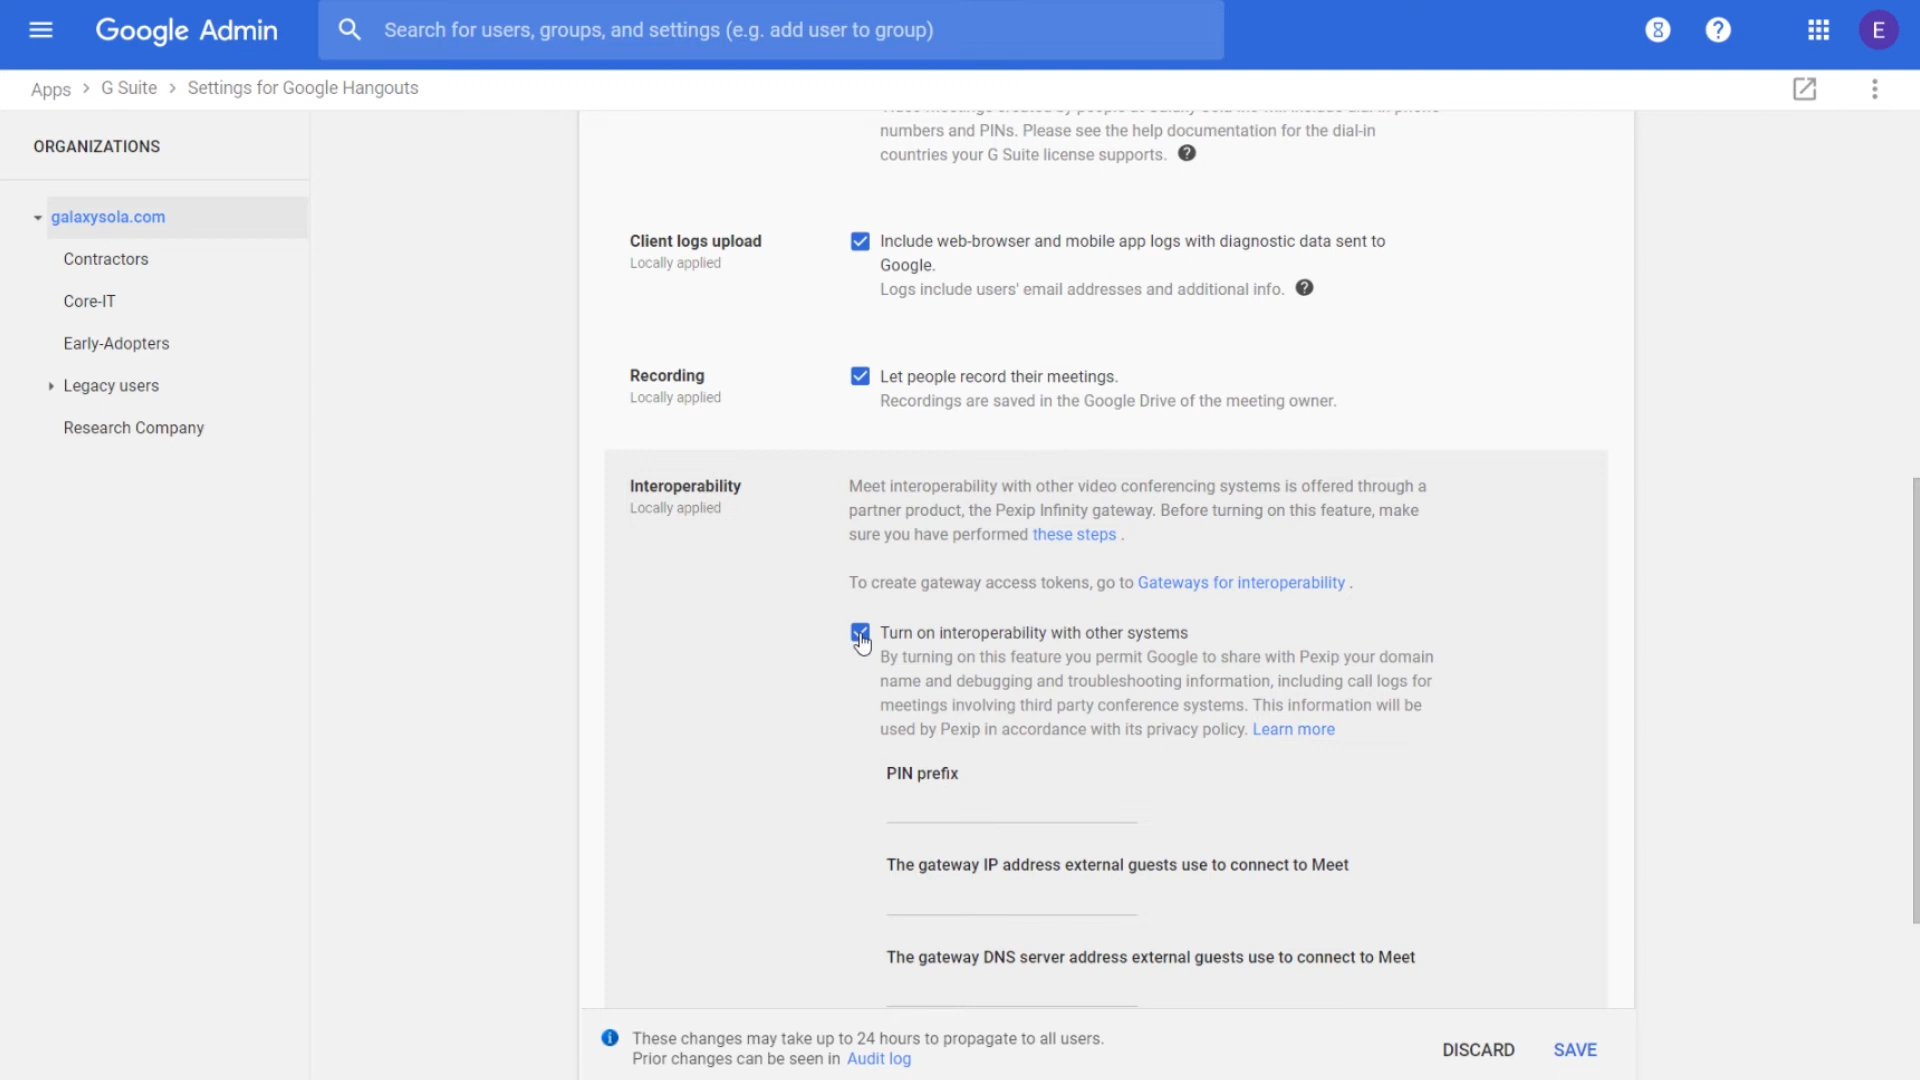 Google Admin
Search for users, groups, and settings (e.g. add user to group)
E
Apps > G Suite > Settings for Google Hangouts
ORGANIZATIONS
galaxysola.com
Contractors
Core-IT
Early-Adopters
Legacy users
Research Company
numbers and PINs. Please see the help documentation for the dial-in
countries your G Suite license supports.
Client logs upload
Locally applied
Include web-browser and mobile app logs with diagnostic data sent to
Google.
Logs include users' email addresses and additional info.
Recording
Locally applied
Let people record their meetings.
Recordings are saved in the Google Drive of the meeting owner.
Interoperability
Locally applied
Meet interoperability with other video conferencing systems is offered through a
partner product, the Pexip Infinity gateway. Before turning on this feature, make
sure you have performed these steps .
To create gateway access tokens, go to Gateways for interoperability .
Turn on interoperability with other systems
By turning on this feature you permit Google to share with Pexip your domain
name and debugging and troubleshooting information, including call logs for
meetings involving third party conference systems. This information will be
used by Pexip in accordance with its privacy policy. Learn more
PIN prefix
The gateway IP address external guests use to connect to Meet
The gateway DNS server address external guests use to connect to Meet
These changes may take up to 24 hours to propagate to all users.
Prior changes can be seen in Audit log
DISCARD
SAVE